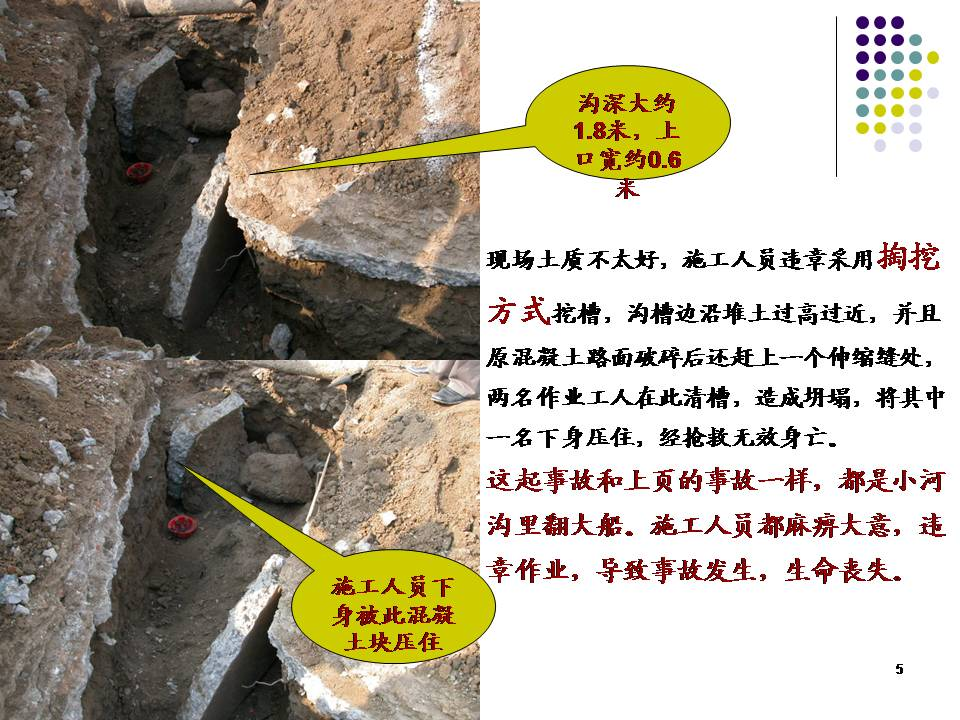 沟深大约
1.8米，上
口宽约0.6
米
现场土质不太好，施工人员违章采用掏挖
方式挖槽，沟槽边沿堆土过高过近，并且
原混凝土路面破碎后还赶上一个伸缩缝处，
两名作业工人在此清槽，造成坍塌，将其中
一名下身压住，经抢救无效身亡。
这起事故和上页的事故一样，都是小河
沟里翻大船。施工人员都麻痹大意，违
章作业，导致事故发生，生命丧失。
施工人员下
身被此混凝
土块压住
5